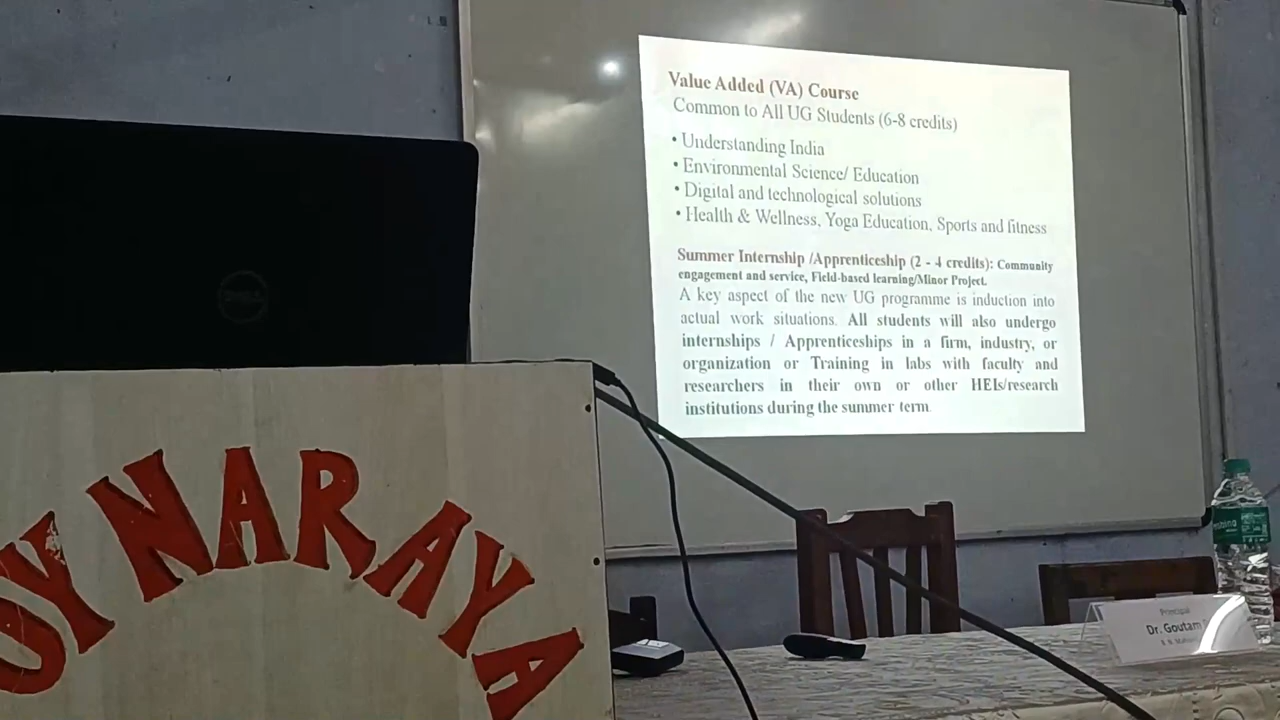 Value Added (VA) Course
Common to All UG Students (6-8 credits)
• Understanding India
• Environmental Science/ Education
• Digital and technological solutions
• Health & Wellness, Yoga Education, Sports and fitness
Summer Internship /Apprenticeship (2 - 4 credits): Community
engagement and service, Field-based learning/Minor Project.
A key aspect of the new UG programme is induction into
actual work situations. All students will also undergo
internships / Apprenticeships in a firm, industry, or
organization or Training in labs with faculty and
researchers in their own or other HEIs/research
institutions during the summer term.
DELL
OY NARAYA
Principal
Dr. Goutam